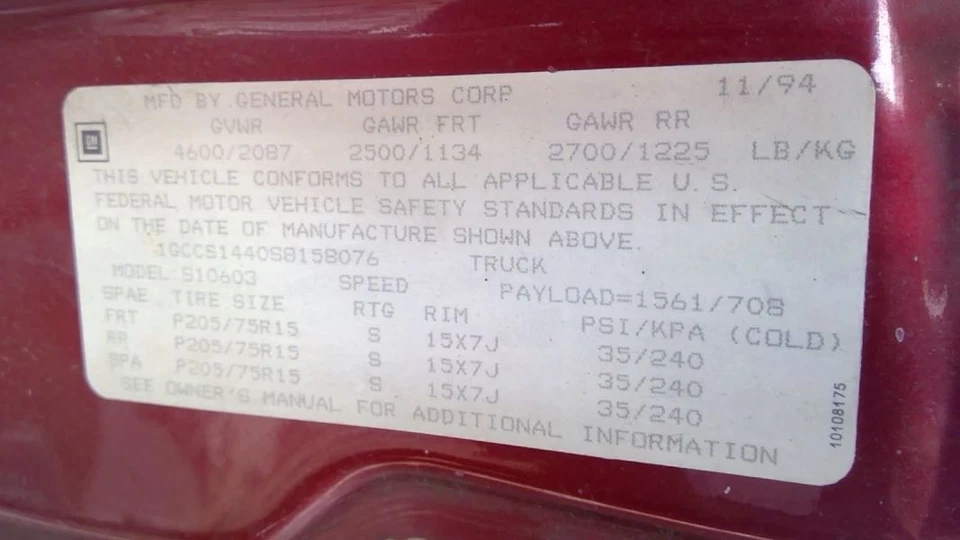 MFD BY GENERAL MOTORS CORP 11/94
GM
GVWR GAWR FRT GAWR RR
4600/2087 2500/1134 2700/1225 LB/KG
THIS VEHICLE CONFORMS TO ALL APPLICABLE U.S.
FEDERAL MOTOR VEHICLE SAFETY STANDARDS IN EFFECT
ON THE DATE OF MANUFACTURE SHOWN ABOVE.
1GCCS1440S8158076 TRUCK
MODEL:S10603 SPEED PAYLOAD=1561/708
SPAE TIRE SIZE RTG RIM PSI/KPA (COLD)
FRT P205/75R15 S 15X7J 35/240
RR P205/75R15 S 15X7J 35/240
SPA P205/75R15 S 15X7J 35/240
SEE OWNER'S MANUAL FOR ADDITIONAL INFORMATION
10108175